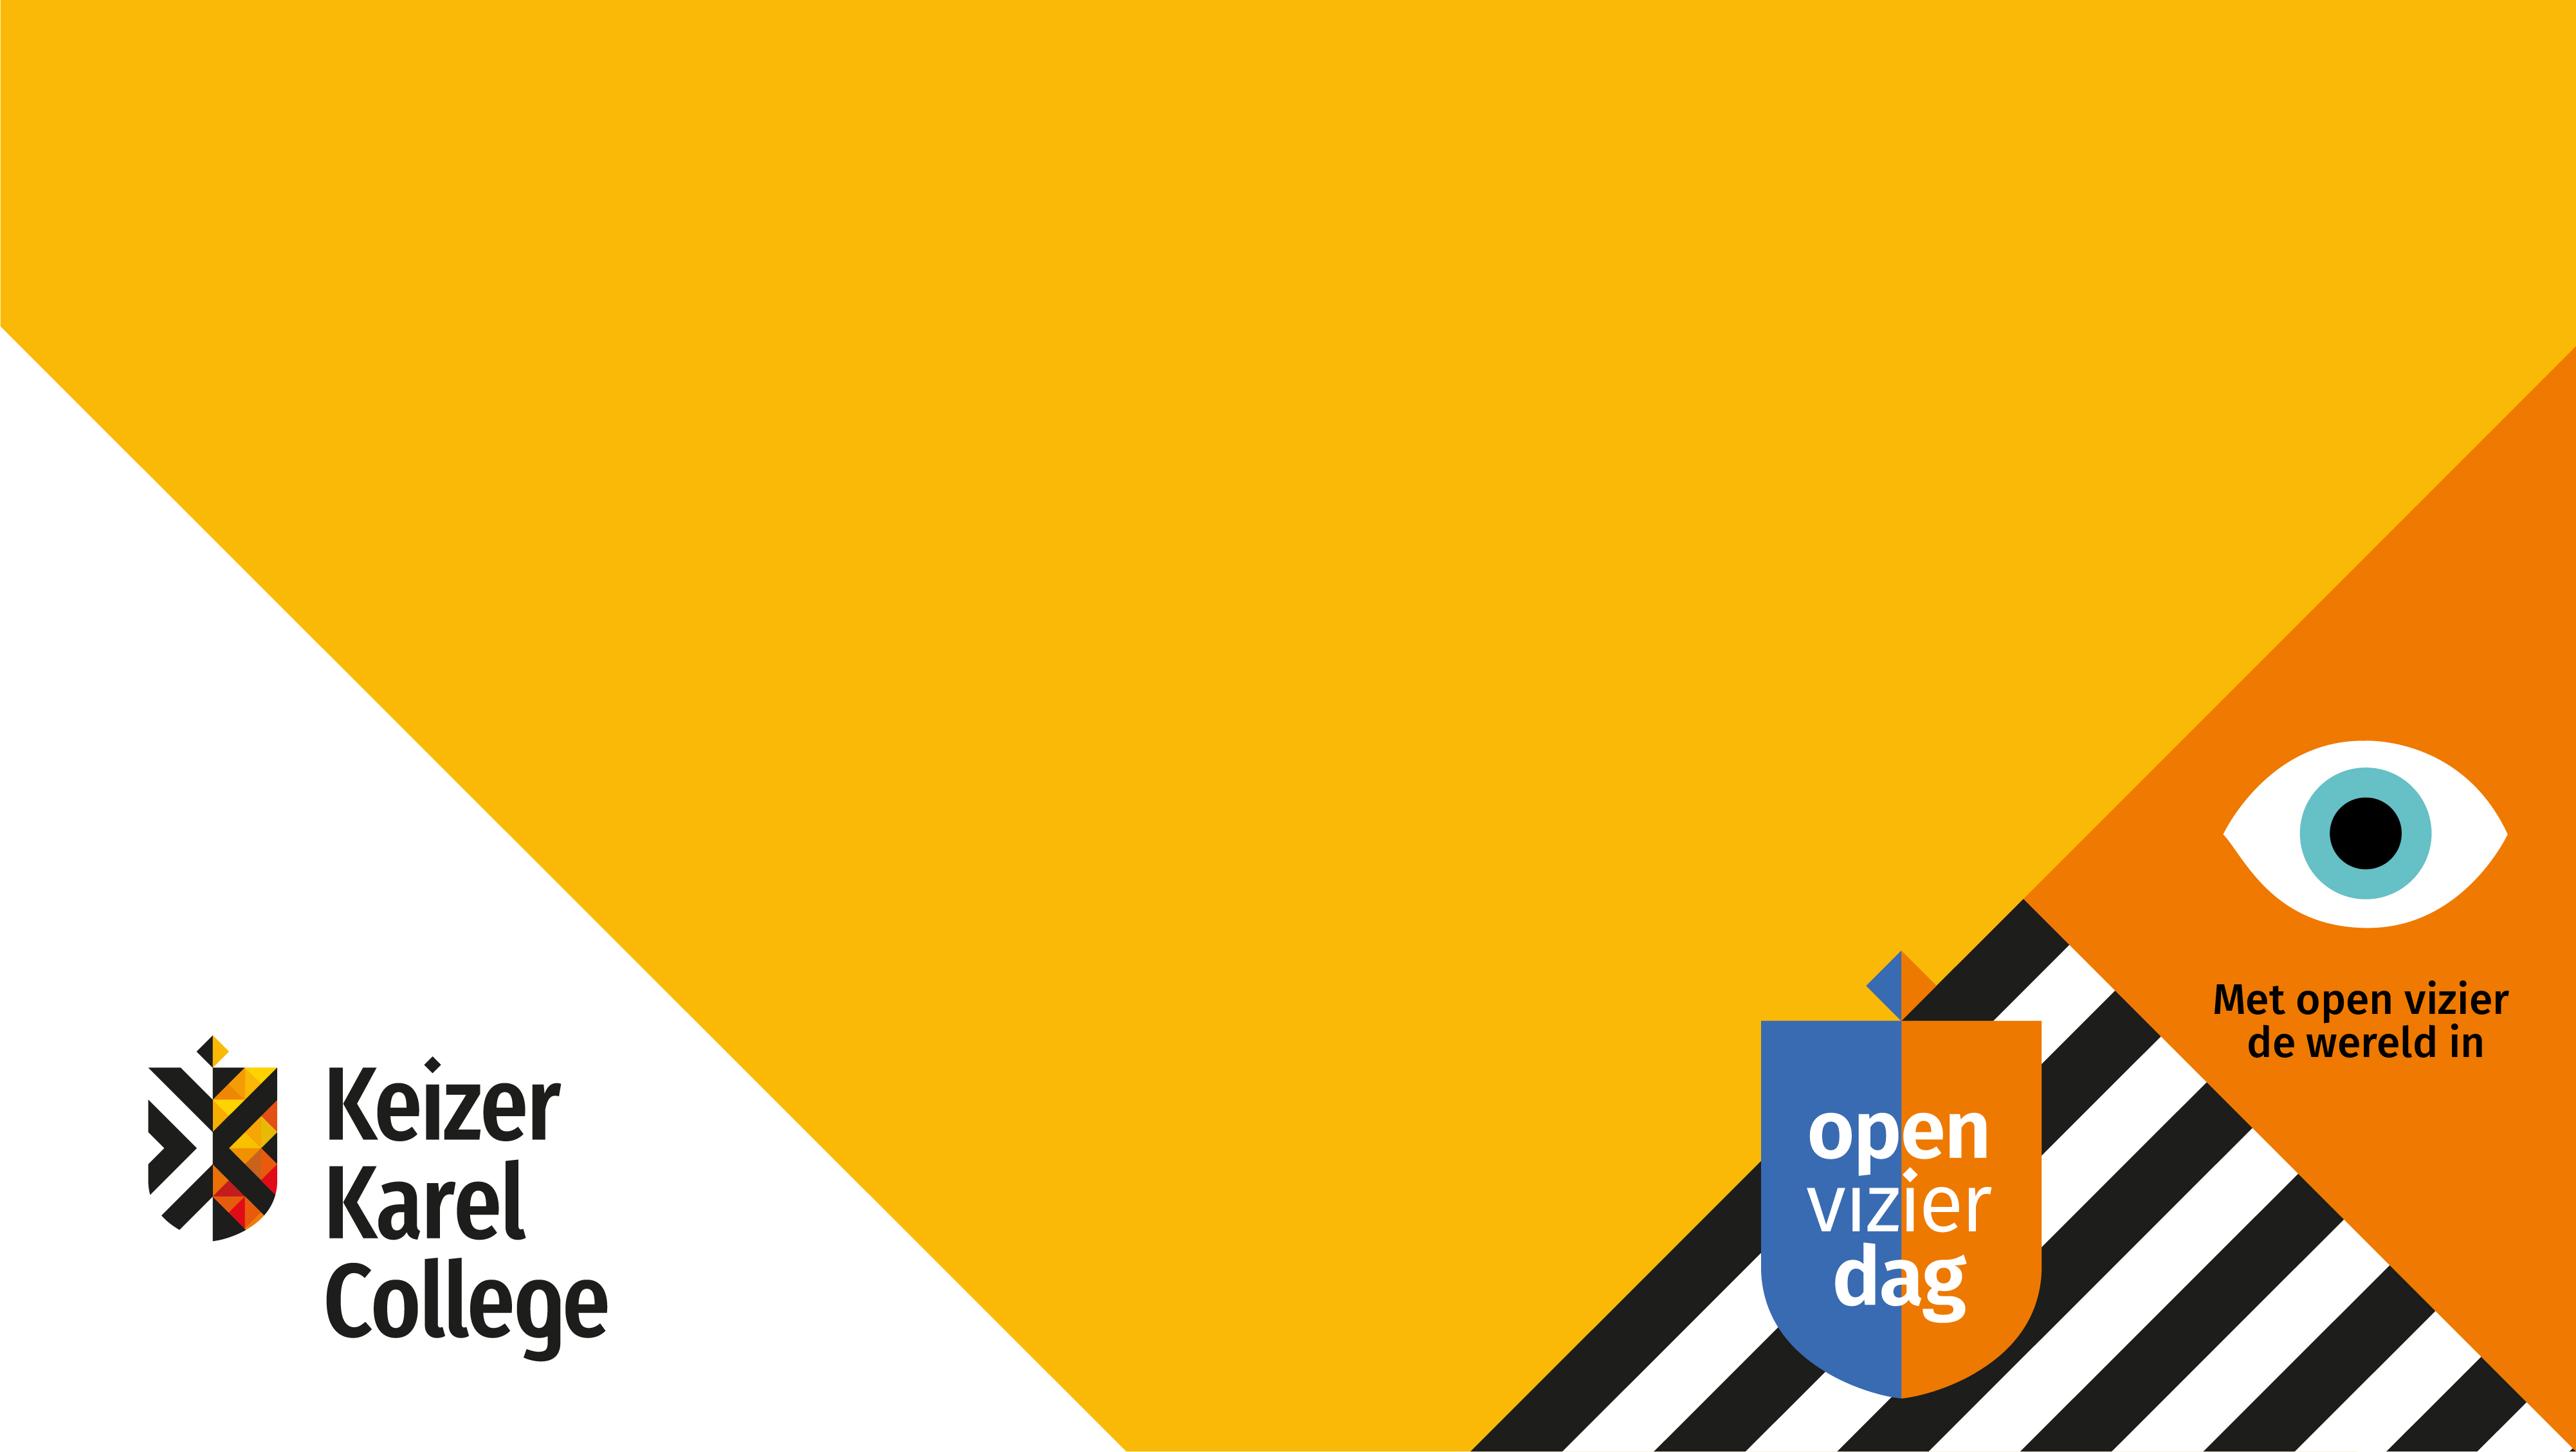 Keizer
Karel
College
open
vizier
dag
Met open vizier
de wereld in